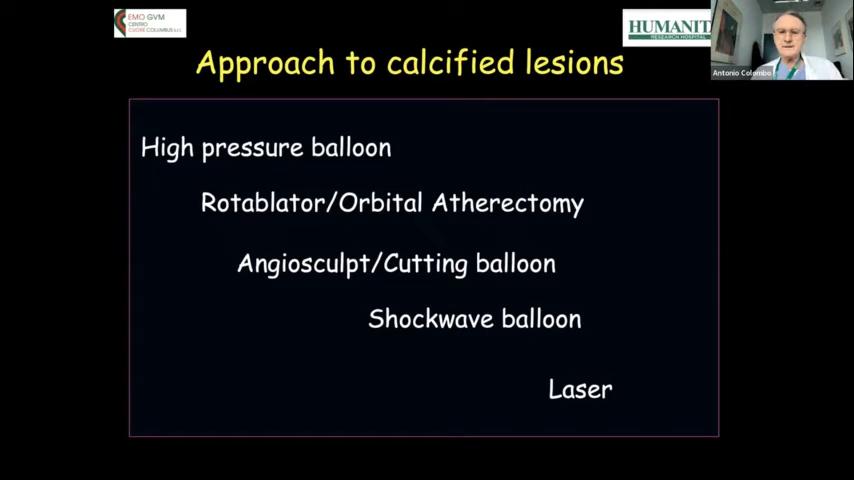 EMO GVM
CENTRO
CUORE COLUMBUS S.r.l.
HUMANIT
RESEARCH HOSPITAL
Antonio Colombo
Approach to calcified lesions
High pressure balloon
Rotablator/Orbital Atherectomy
Angiosculpt/Cutting balloon
Shockwave balloon
Laser